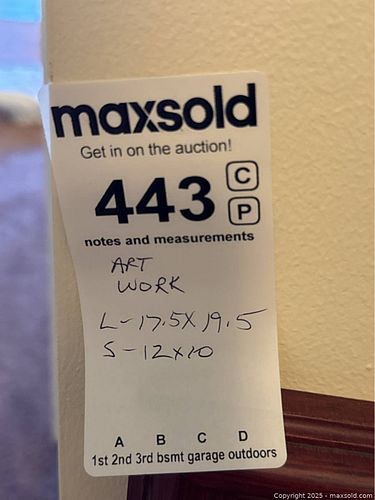 maxsold
Get in on the auction!
443 C
P
notes and measurements
ART
WORK
L-17.5X19.5
S-12x10
A B C D
1st 2nd 3rd bsmt garage outdoors
Copyright 2025 - maxsold.com